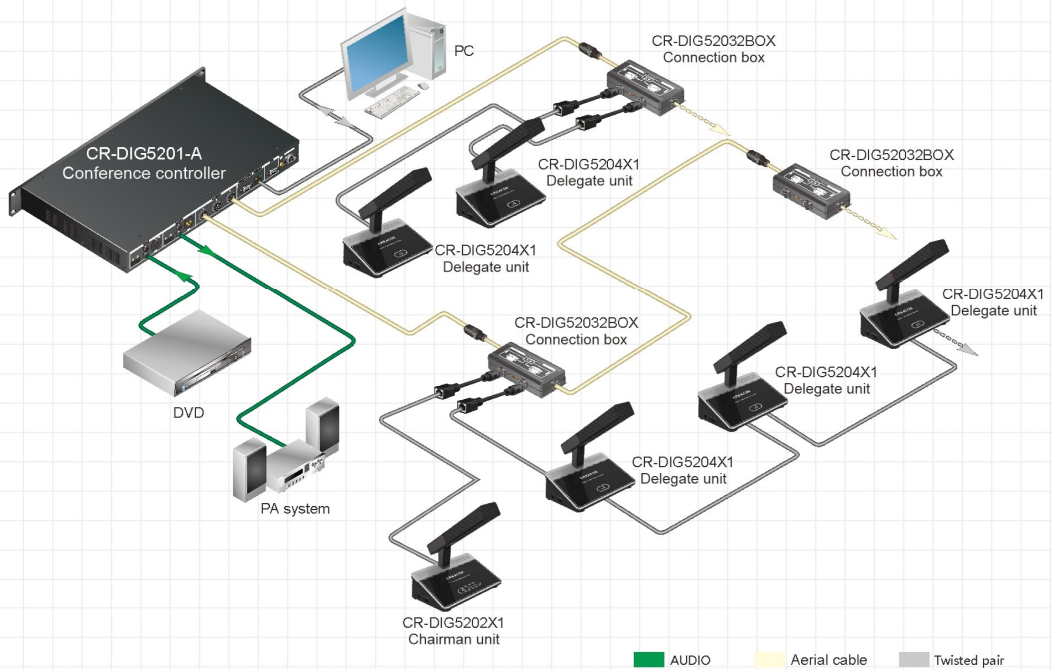 PC
CR-DIG52032BOX
Connection box
CR-DIG5201-A
Conference controller
CR-DIG5204X1
Delegate unit
CR-DIG52032BOX
Connection box
CR-DIG5204X1
Delegate unit
CR-DIG5204X1
Delegate unit
CR-DIG52032BOX
Connection box
CR-DIG5204X1
Delegate unit
DVD
CR-DIG5204X1
Delegate unit
PA system
CR-DIG5202X1
Chairman unit
AUDIO
Aerial cable
Twisted pair